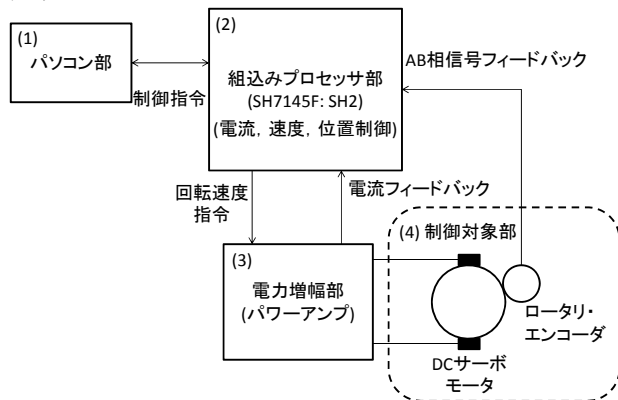 (1)
パソコン部
制御指令
(2)
組込みプロセッサ部
(SH7145F: SH2)
(電流, 速度, 位置制御)
AB相信号フィードバック
回転速度
指令
電流フィードバック
(3)
電力増幅部
(パワーアンプ)
(4) 制御対象部
ロータリ・
エンコーダ
DCサーボ
モータ